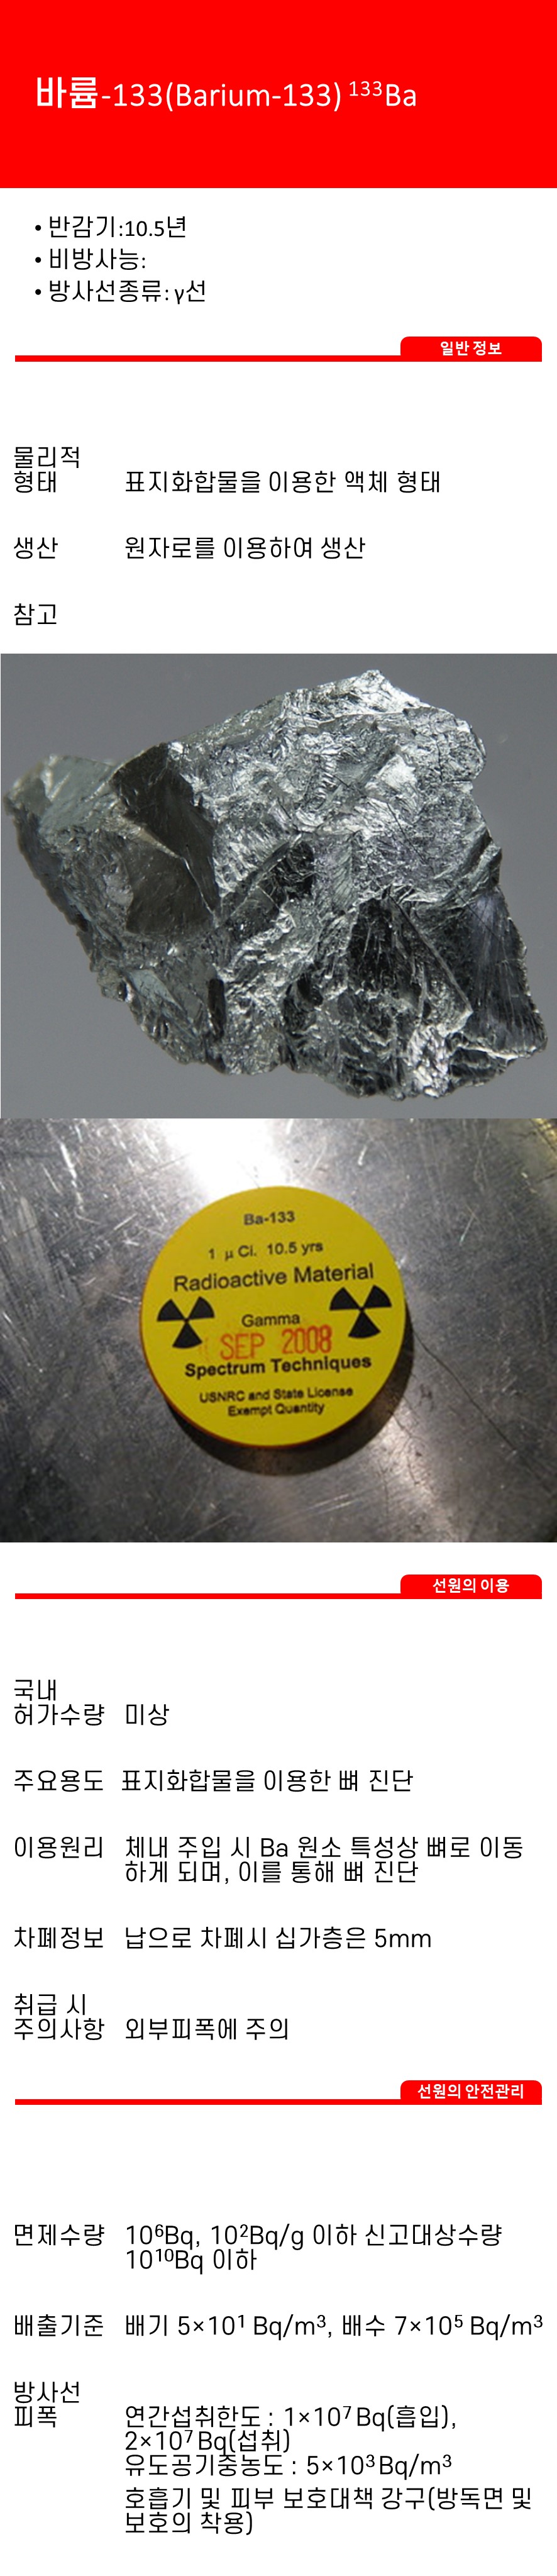 바륨-133(Barium-133) ¹³³Ba
• 반감기:10.5년
• 비방사능:
• 방사선종류: γ선
일반 정보
물리적
형태 표지화합물을 이용한 액체 형태
생산 원자로를 이용하여 생산
참고
Ba-133
1 μCi. 10.5 yrs
Radioactive Material
Gamma
SEP 2008
Spectrum Techniques
USNRC and State License
Exempt Quantity
선원의 이용
국내
허가수량 미상
주요용도 표지화합물을 이용한 뼈 진단
이용원리 체내 주입 시 Ba 원소 특성상 뼈로 이동
하게 되며, 이를 통해 뼈 진단
차폐정보 납으로 차폐시 십가층은 5mm
취급 시
주의사항 외부피폭에 주의
선원의 안전관리
면제수량 10⁶Bq, 10²Bq/g 이하 신고대상수량
10¹⁰Bq 이하
배출기준 배기 5×10¹ Bq/m³, 배수 7×10⁵ Bq/m³
방사선
피폭 연간섭취한도 : 1×10⁷Bq(흡입),
2×10⁷Bq(섭취)
유도공기중농도 : 5×10³Bq/m³
호흡기 및 피부 보호대책 강구(방독면 및
보호의 착용)